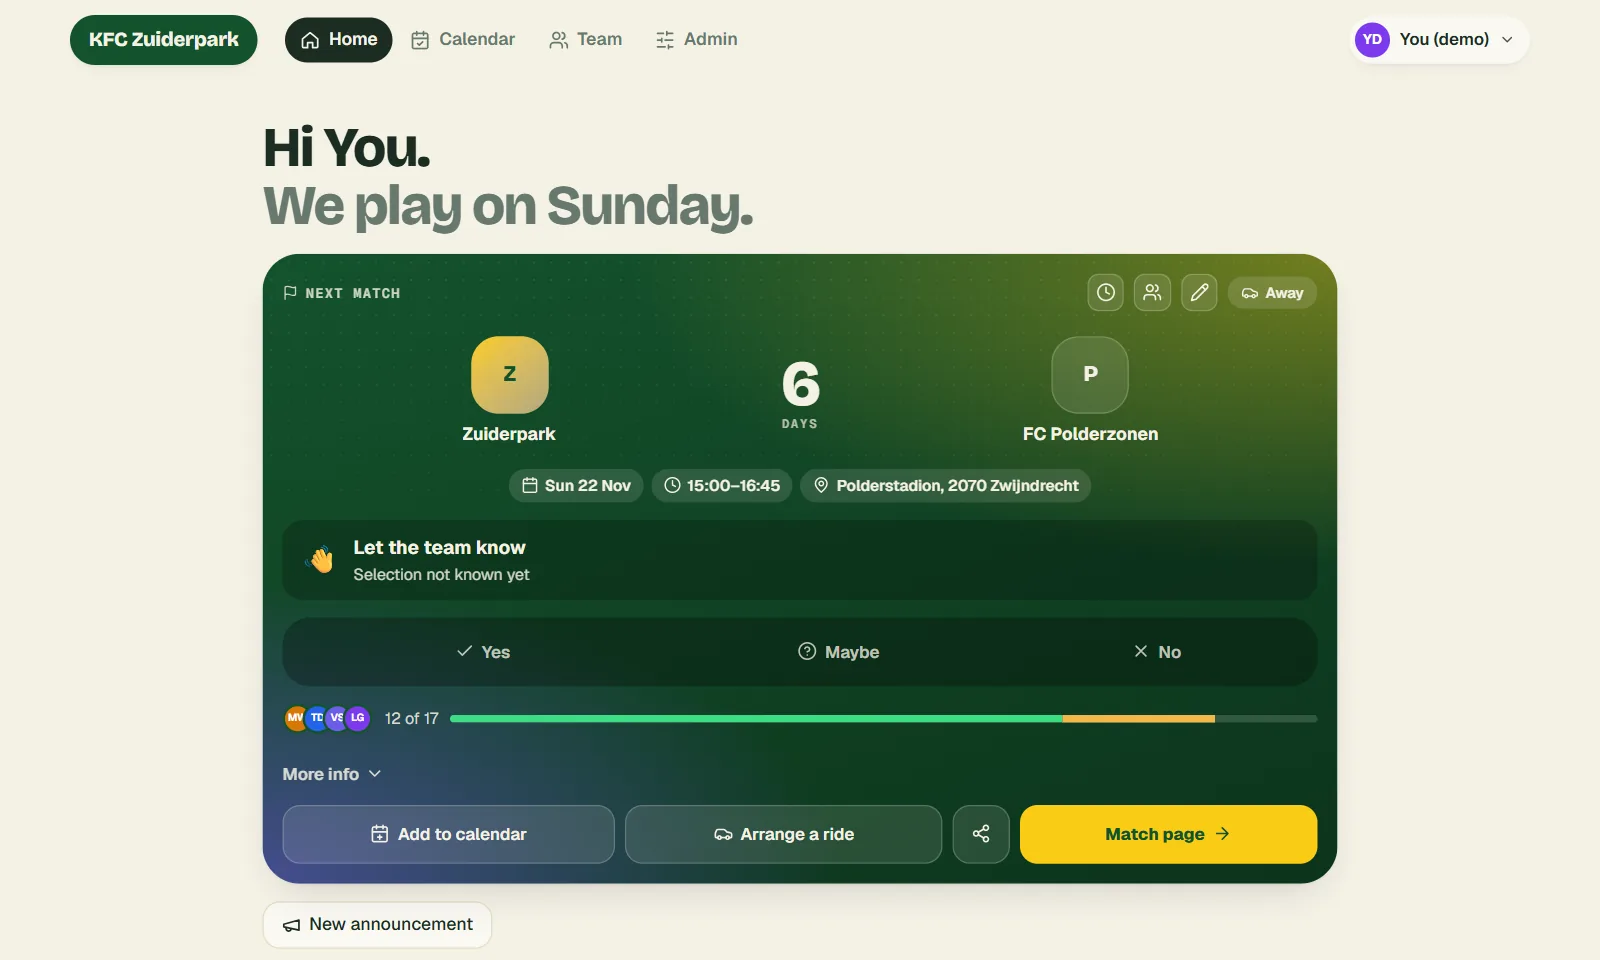 KFC Zuiderpark
Home
Calendar
Team
Admin
YD
You (demo)
Hi You.
We play on Sunday.
NEXT MATCH
Away
Z
6
P
DAYS
Zuiderpark
FC Polderzonen
Sun 22 Nov
15:00–16:45
Polderstadion, 2070 Zwijndrecht
Let the team know
Selection not known yet
Yes
Maybe
No
MV
TD
VS
LG
12 of 17
More info
Add to calendar
Arrange a ride
Match page
New announcement